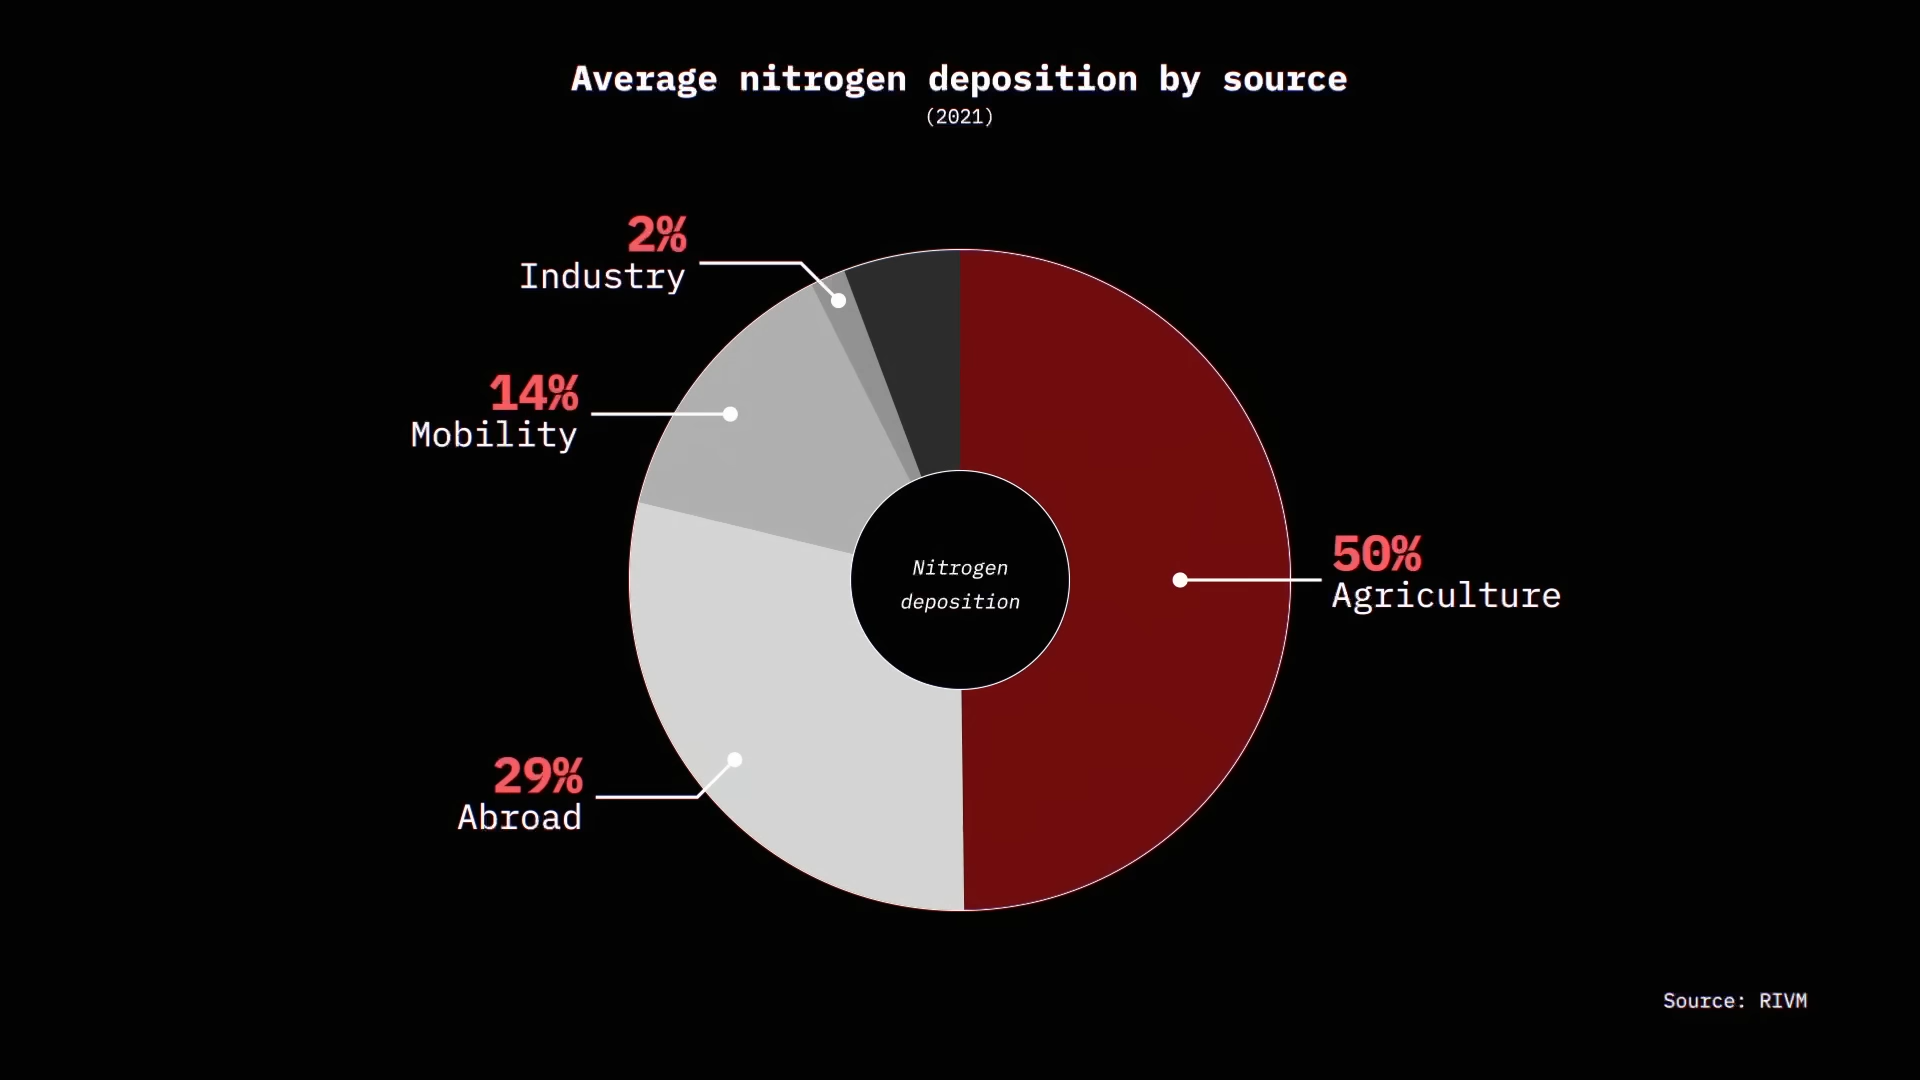 Average nitrogen deposition by source
(2021)
2%
Industry
14%
Mobility
50%
Agriculture
Nitrogen
deposition
29%
Abroad
Source: RIVM